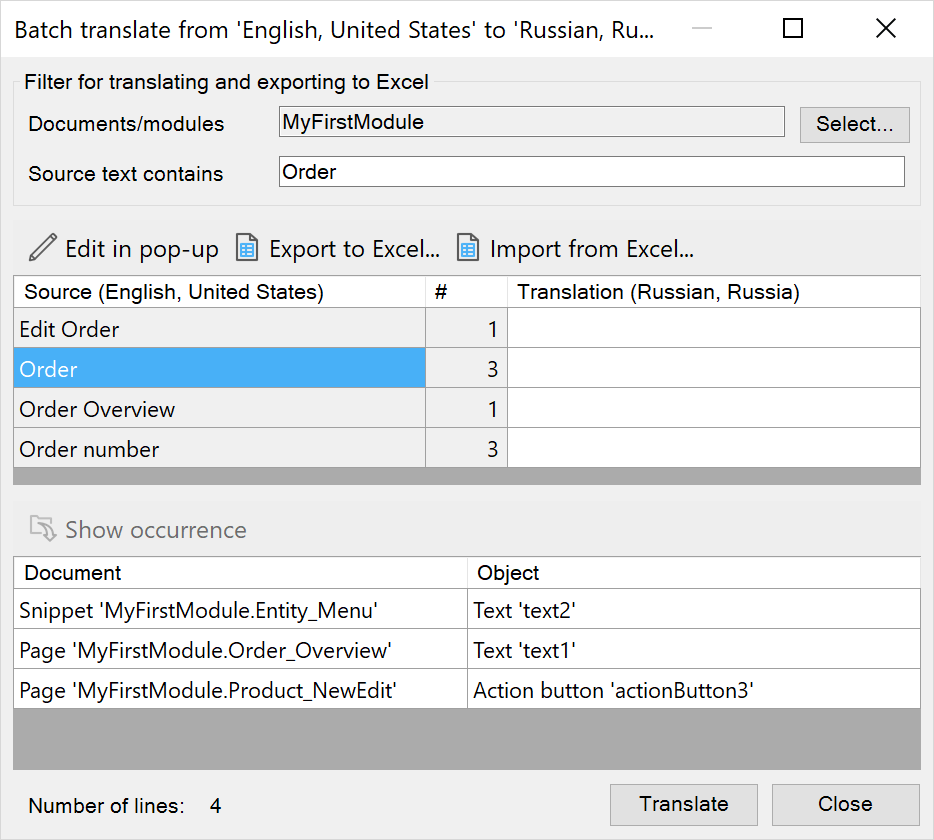 Batch translate from 'English, United States' to 'Russian, Ru...
Filter for translating and exporting to Excel
Documents/modules MyFirstModule Select...
Source text contains Order
Edit in pop-up Export to Excel... Import from Excel...
Source (English, United States) # Translation (Russian, Russia)
Edit Order 1
Order 3
Order Overview 1
Order number 3
Show occurrence
Document Object
Snippet 'MyFirstModule.Entity_Menu' Text 'text2'
Page 'MyFirstModule.Order_Overview' Text 'text1'
Page 'MyFirstModule.Product_NewEdit' Action button 'actionButton3'
Number of lines: 4 Translate Close